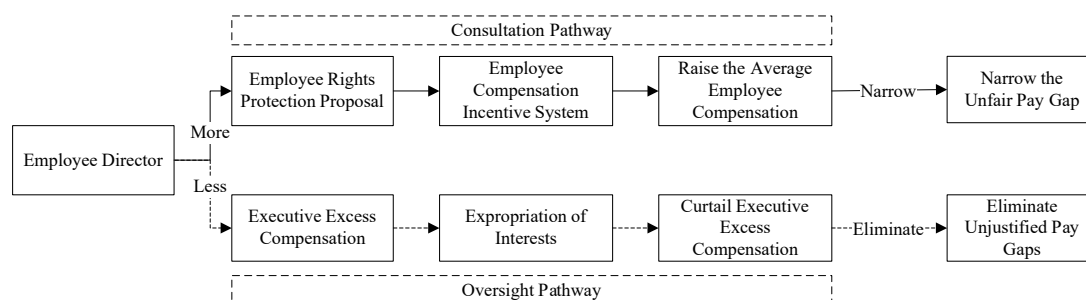 Consultation Pathway
Employee Rights
Protection Proposal
Employee
Compensation
Incentive System
Raise the Average
Employee
Compensation
Narrow
Narrow the
Unfair Pay Gap
Employee Director
More
Less
Executive Excess
Compensation
Expropriation of
Interests
Curtail Executive
Excess
Compensation
Eliminate
Eliminate
Unjustified Pay
Gaps
Oversight Pathway